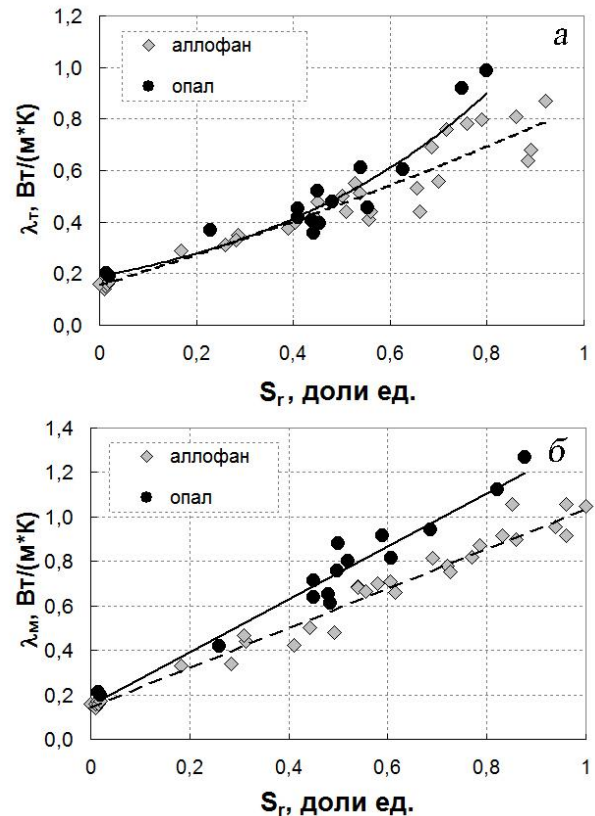 1,2
а
аллофан
опал
1,0
0,8
0,6
0,4
0,2
0,0
λт, Вт/(м*К)
0 0,2 0,4 0,6 0,8 1
Sr, доли ед.
1,4
б
аллофан
опал
1,2
1,0
0,8
0,6
0,4
0,2
0,0
λм, Вт/(м*К)
0 0,2 0,4 0,6 0,8 1
Sr, доли ед.